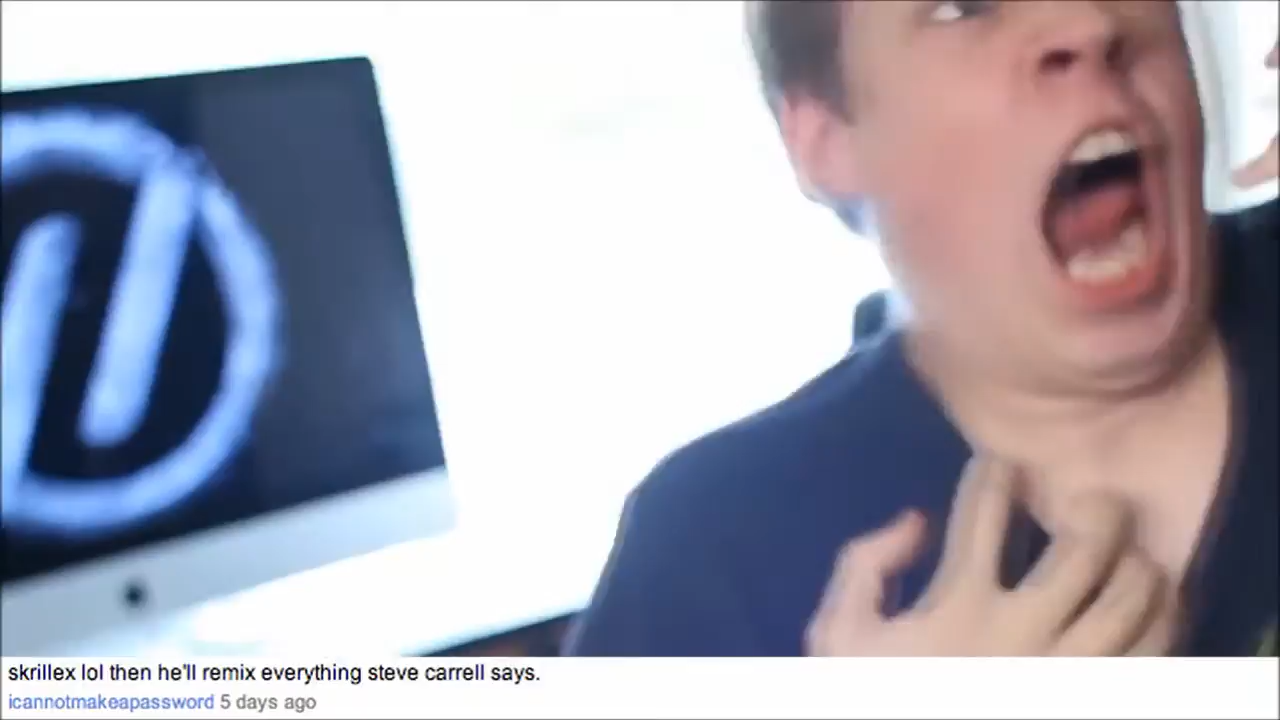 skrillex lol then he'll remix everything steve carrell says.
icannotmakeapassword 5 days ago